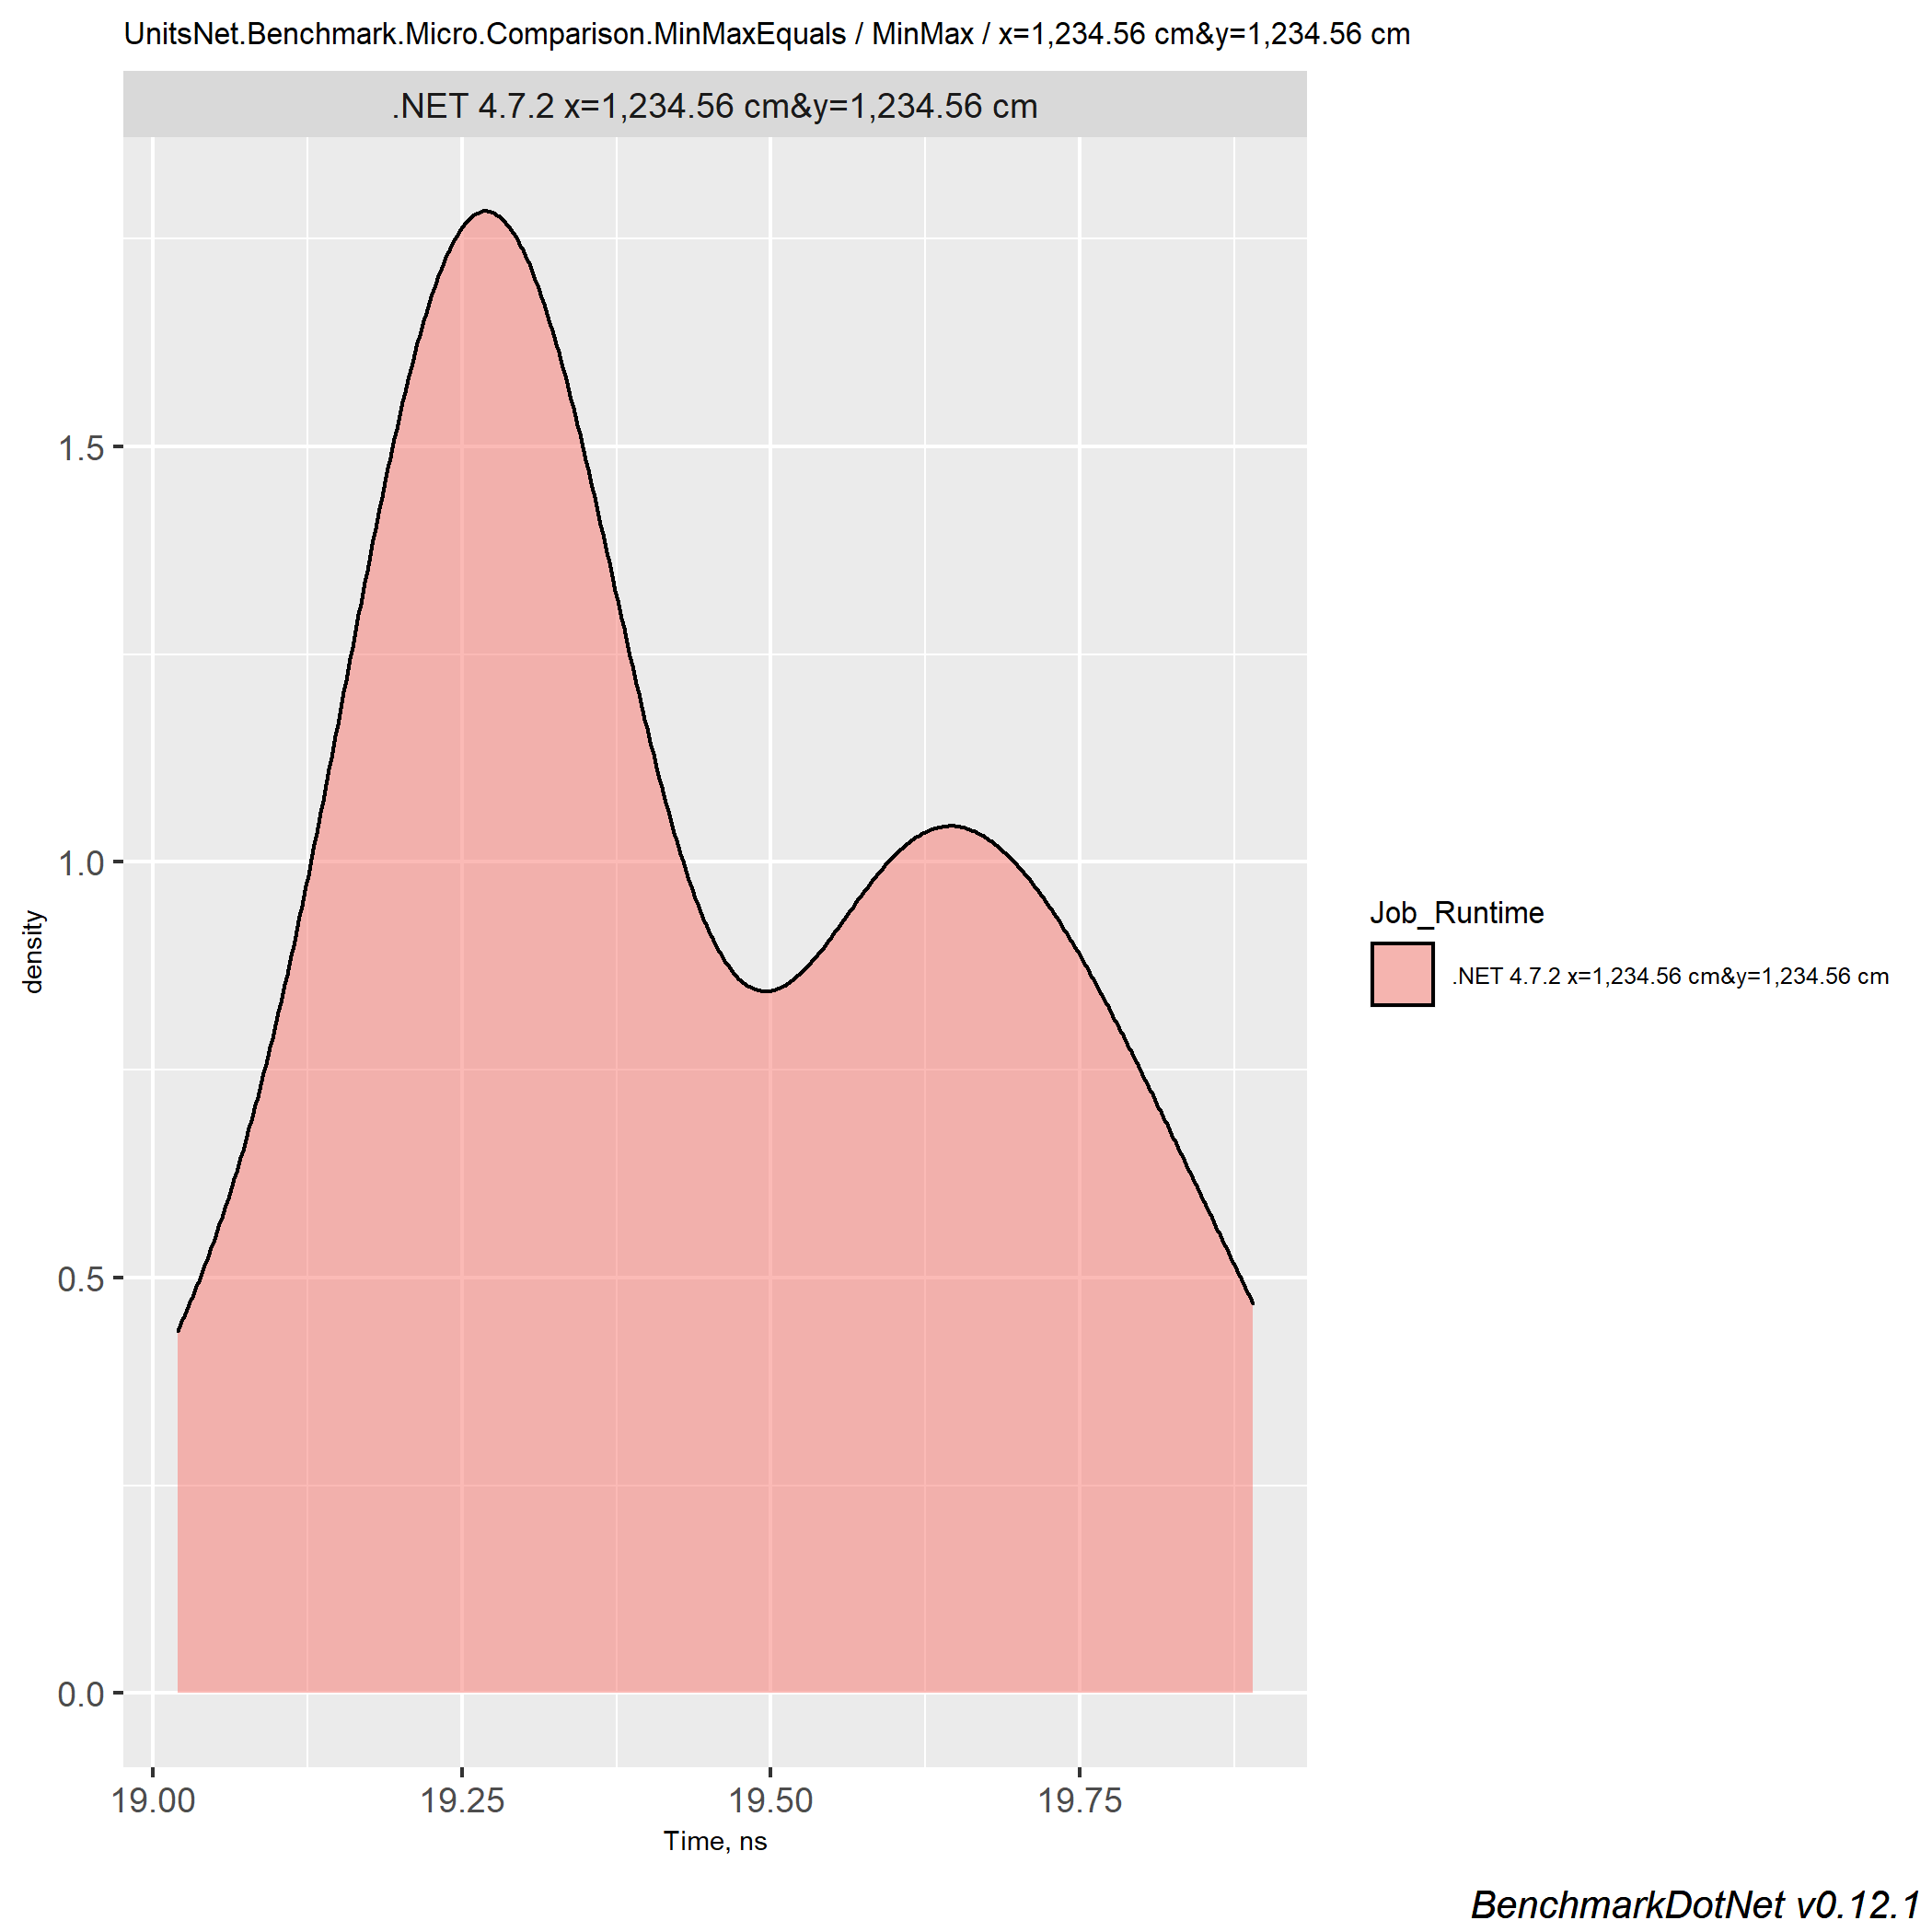 UnitsNet.Benchmark.Micro.Comparison.MinMaxEquals / MinMax / x=1,234.56 cm&y=1,234.56 cm
.NET 4.7.2 x=1,234.56 cm&y=1,234.56 cm
1.5
1.0
0.5
0.0
density
19.00 19.25 19.50 19.75
Time, ns
Job_Runtime
.NET 4.7.2 x=1,234.56 cm&y=1,234.56 cm
BenchmarkDotNet v0.12.1